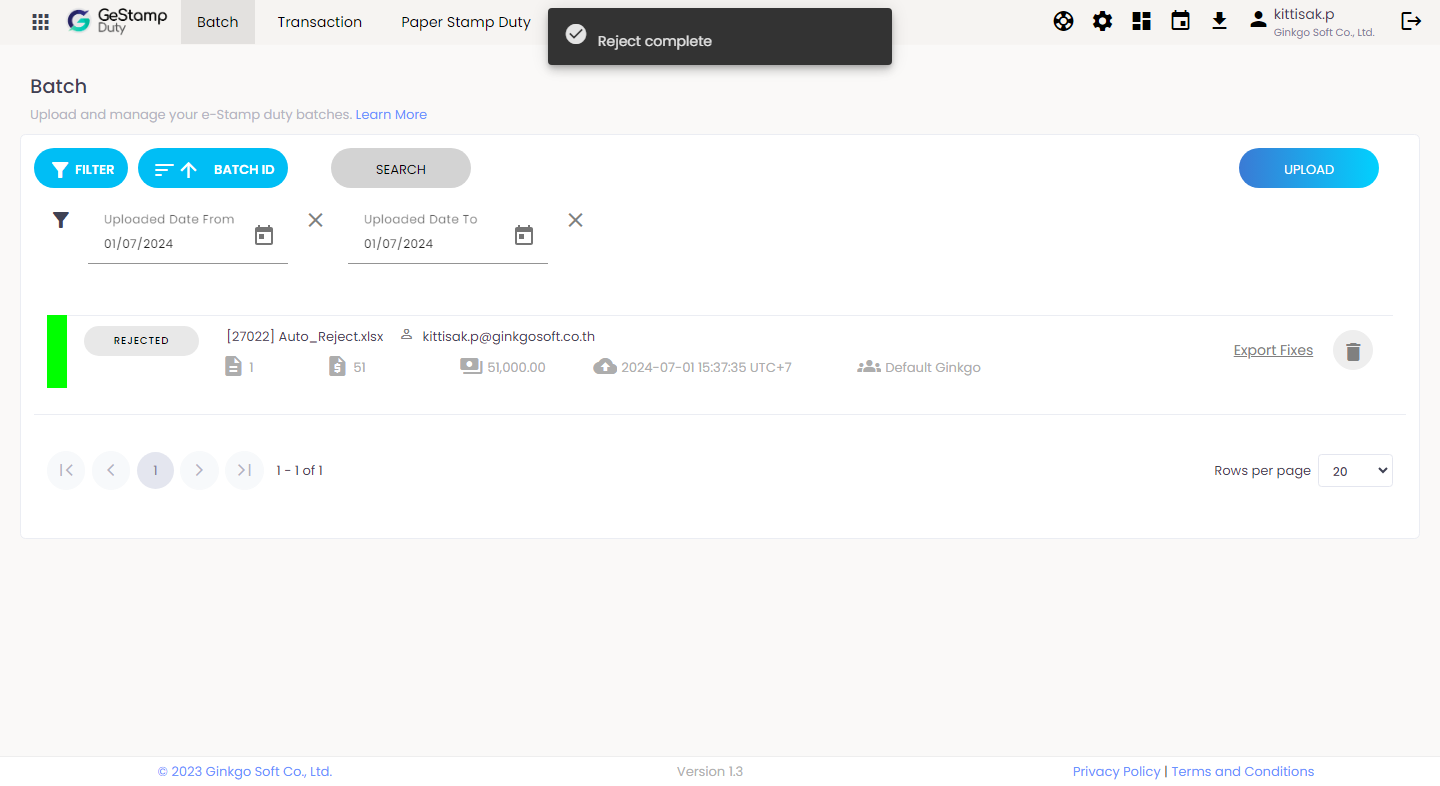 GeStamp
Duty
Batch
Transaction
Paper Stamp Duty
Reject complete
kittisak.p
Ginkgo Soft Co., Ltd.
Batch
Upload and manage your e-Stamp duty batches. Learn More
FILTER
BATCH ID
SEARCH
UPLOAD
Uploaded Date From
01/07/2024
Uploaded Date To
01/07/2024
REJECTED
[27022] Auto_Reject.xlsx
kittisak.p@ginkgosoft.co.th
1
51
51,000.00
2024-07-01 15:37:35 UTC+7
Default Ginkgo
Export Fixes
1
1 - 1 of 1
Rows per page
20
© 2023 Ginkgo Soft Co., Ltd.
Version 1.3
Privacy Policy | Terms and Conditions